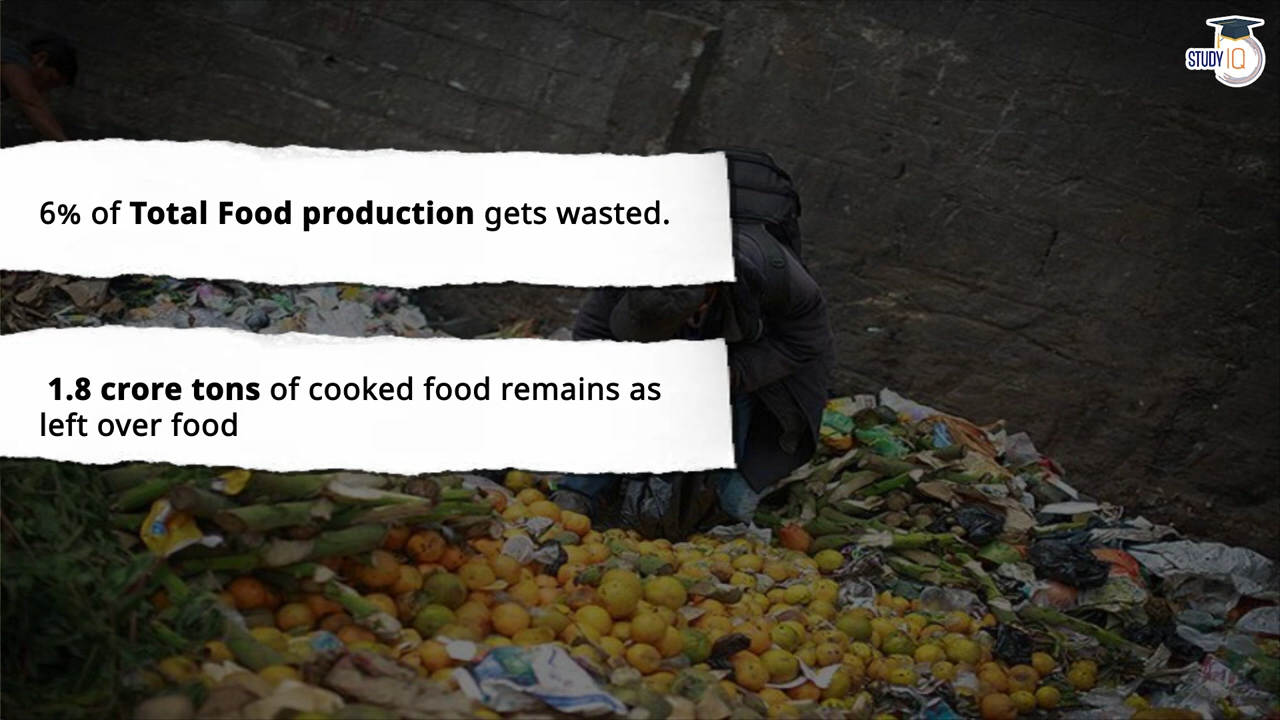 STUDY IQ
6% of Total Food production gets wasted.
1.8 crore tons of cooked food remains as
left over food